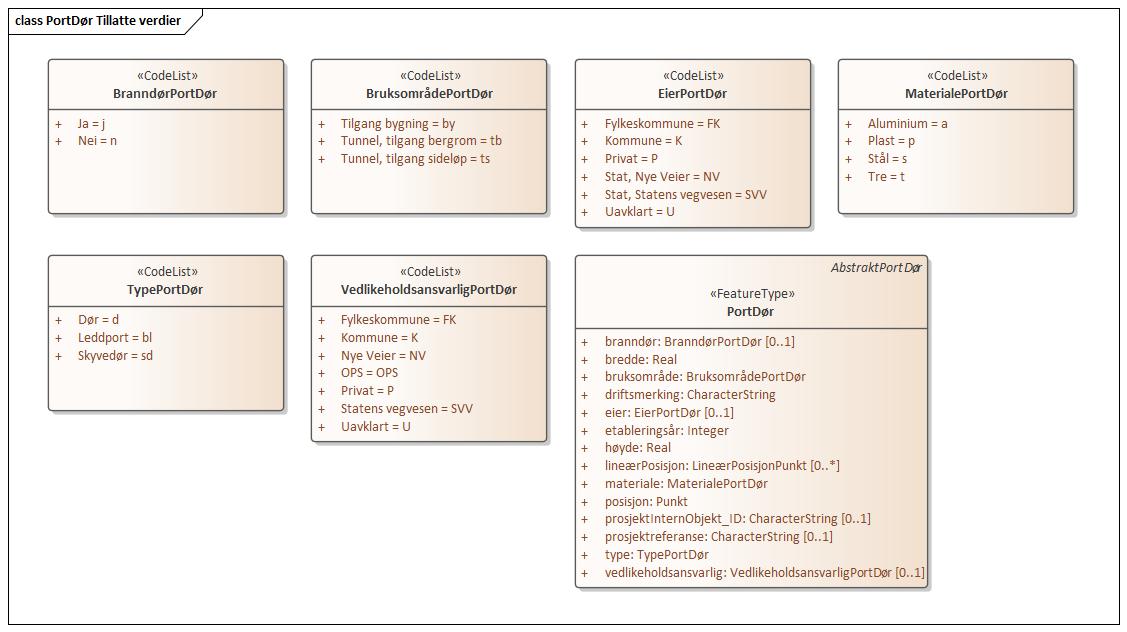 class PortDør Tillatte verdier
«CodeList»
BranndørPortDør
+ Ja = j
+ Nei = n
«CodeList»
BruksområdePortDør
+ Tilgang bygning = by
+ Tunnel, tilgang bergrom = tb
+ Tunnel, tilgang sideløp = ts
«CodeList»
EierPortDør
+ Fylkeskommune = FK
+ Kommune = K
+ Privat = P
+ Stat, Nye Veier = NV
+ Stat, Statens vegvesen = SVV
+ Uavklart = U
«CodeList»
MaterialePortDør
+ Aluminium = a
+ Plast = p
+ Stål = s
+ Tre = t
«CodeList»
TypePortDør
+ Dør = d
+ Leddport = bl
+ Skyvedør = sd
«CodeList»
VedlikeholdsansvarligPortDør
+ Fylkeskommune = FK
+ Kommune = K
+ Nye Veier = NV
+ OPS = OPS
+ Privat = P
+ Statens vegvesen = SVV
+ Uavklart = U
AbstraktPortDør
«FeatureType»
PortDør
+ branndør: BranndørPortDør [0..1]
+ bredde: Real
+ bruksområde: BruksområdePortDør
+ driftsmerking: CharacterString
+ eier: EierPortDør [0..1]
+ etableringsår: Integer
+ høyde: Real
+ lineærPosisjon: LineærPosisjonPunkt [0..*]
+ materiale: MaterialePortDør
+ posisjon: Punkt
+ prosjektInternObjekt_ID: CharacterString [0..1]
+ prosjektreferanse: CharacterString [0..1]
+ type: TypePortDør
+ vedlikeholdsansvarlig: VedlikeholdsansvarligPortDør [0..1]